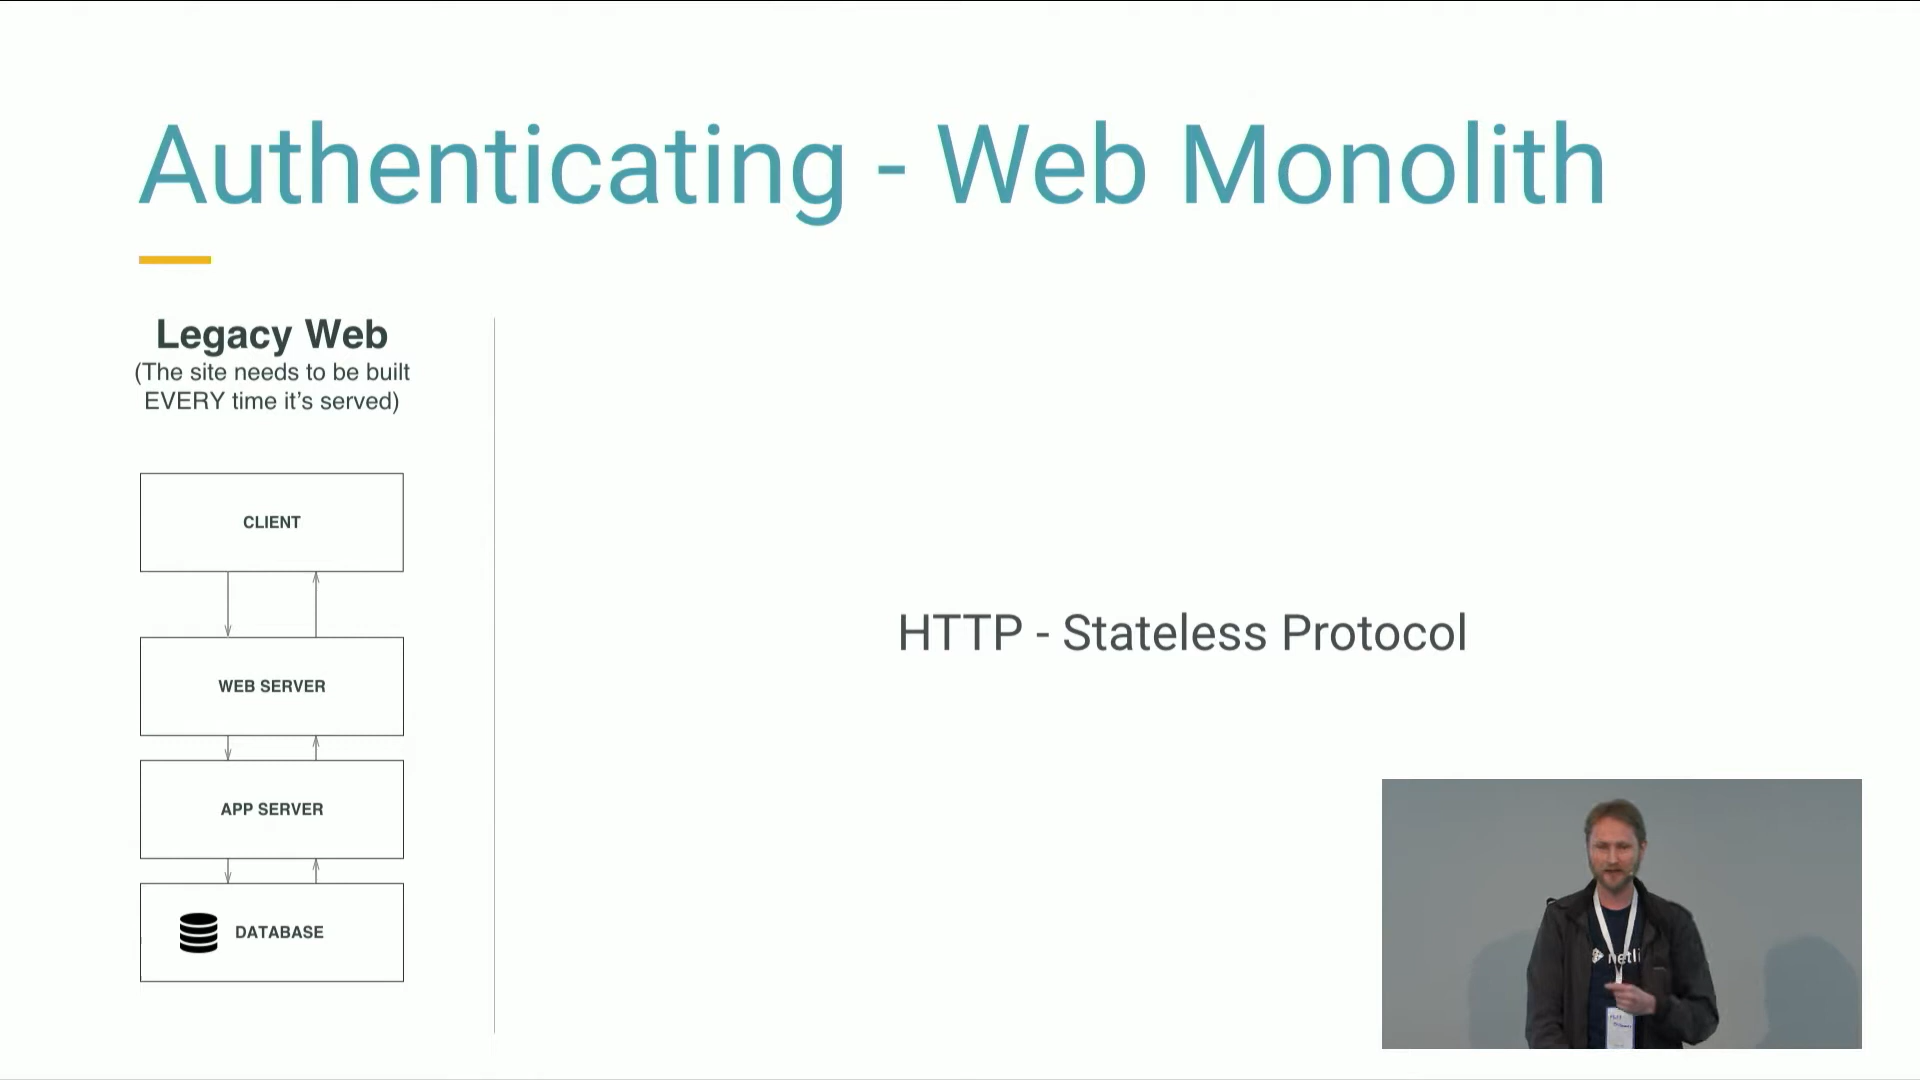 Authenticating - Web Monolith
Legacy Web
(The site needs to be built
EVERY time it's served)
CLIENT
WEB SERVER
APP SERVER
DATABASE
HTTP - Stateless Protocol
netli